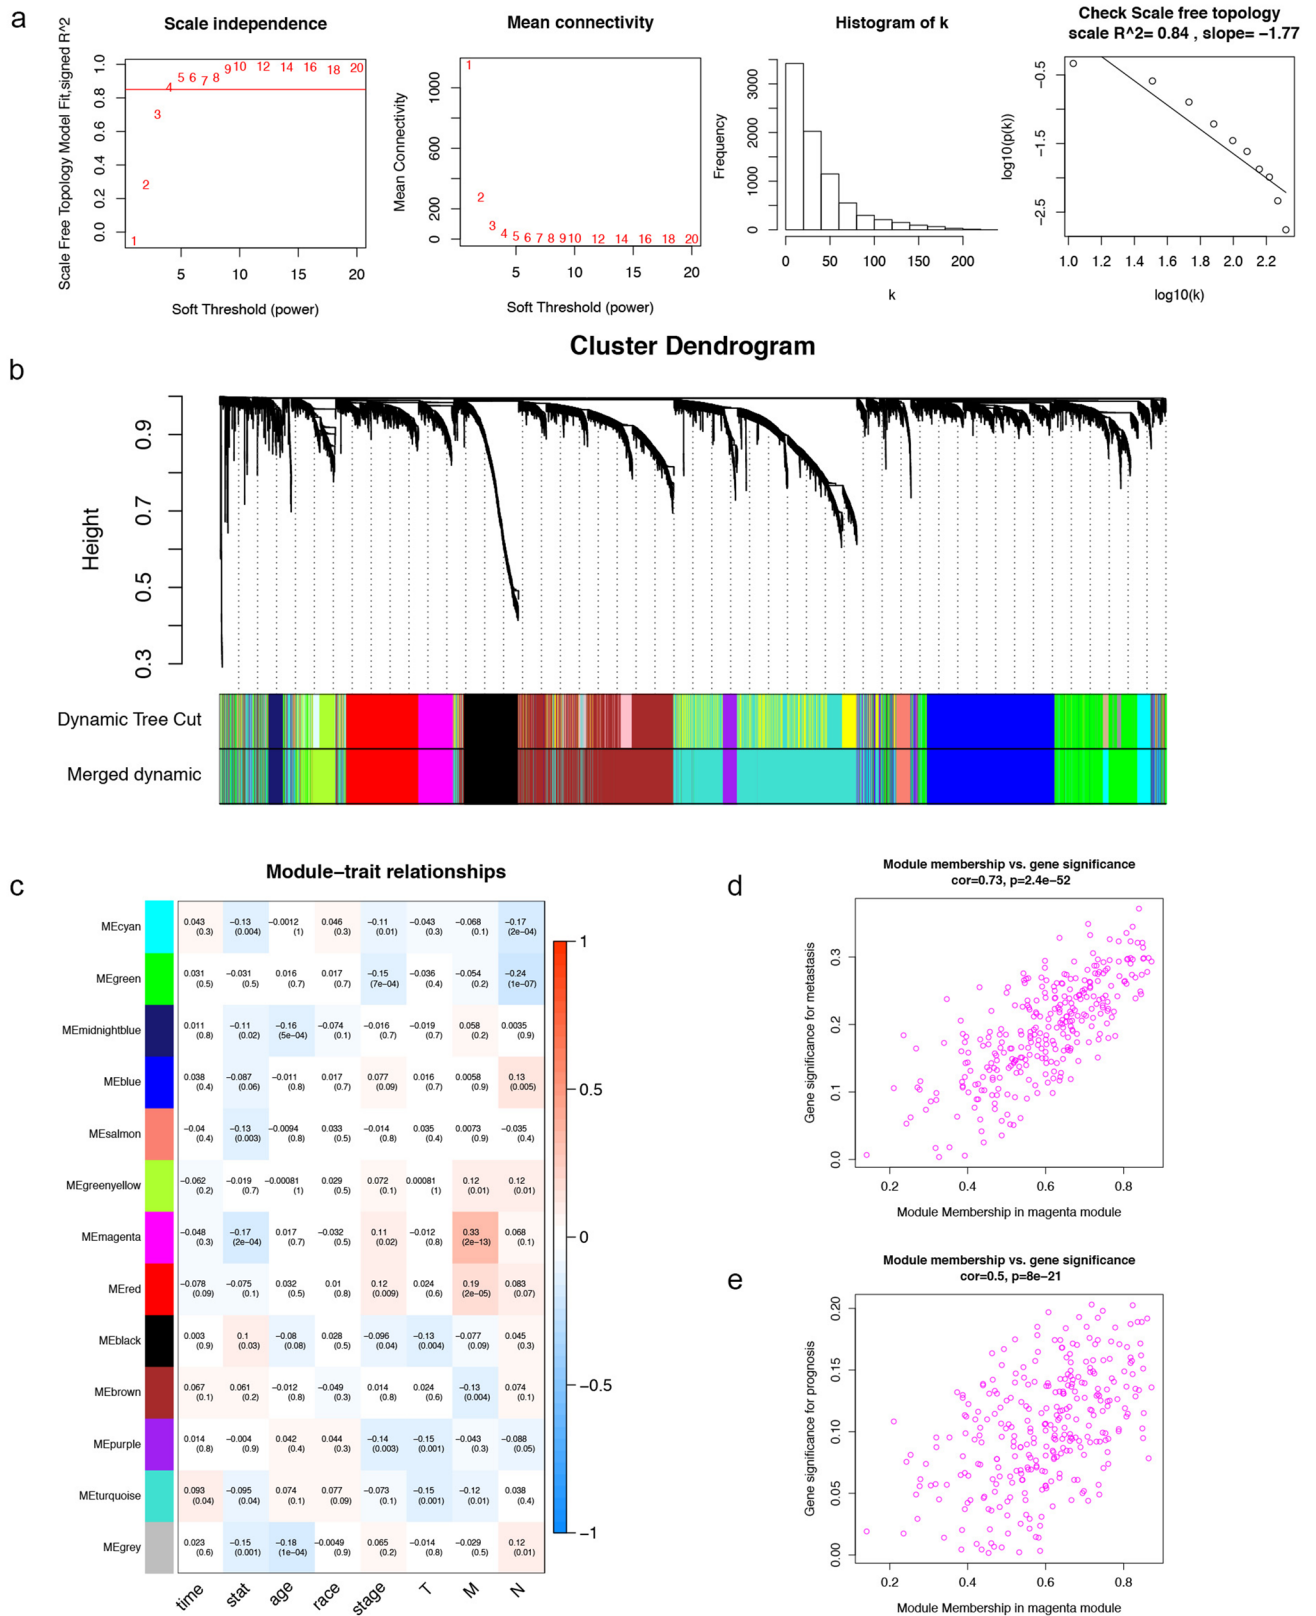 a
Scale independence
Scale Free Topology Model Fit,signed R^2
1.0
0.8
0.6
0.4
0.2
0.0
1 2 3 4 5 6 7 8 9 10 12 14 16 18 20
5 10 15 20
Soft Threshold (power)
Mean connectivity
Mean Connectivity
1000
600
200
0
1 2 3 4 5 6 7 8 9 10 12 14 16 18 20
5 10 15 20
Soft Threshold (power)
Histogram of k
Frequency
3000
2000
1000
0
0 50 100 200
k
Check Scale free topology
scale R^2= 0.84 , slope= −1.77
log10(p(k))
−0.5
−1.5
−2.5
1.0 1.2 1.4 1.6 1.8 2.0 2.2
log10(k)
b
Cluster Dendrogram
Height
0.9
0.7
0.5
0.3
Dynamic Tree Cut
Merged dynamic
c
Module−trait relationships
MEcyan 0.043 −0.13 −0.0012 0.046 −0.11 −0.043 −0.068 −0.17
(0.3) (0.004) (1) (0.3) (0.01) (0.3) (0.1) (2e−04)
MEgreen 0.031 −0.031 0.016 0.017 −0.15 −0.036 −0.054 −0.24
(0.5) (0.5) (0.7) (0.7) (7e−04) (0.4) (0.2) (1e−07)
MEmidnightblue 0.011 −0.11 −0.16 −0.074 −0.016 −0.019 0.058 0.0035
(0.8) (0.02) (5e−04) (0.1) (0.7) (0.7) (0.2) (0.9)
MEblue 0.038 −0.087 −0.011 0.017 0.077 0.016 0.0058 0.13
(0.4) (0.06) (0.8) (0.7) (0.09) (0.7) (0.9) (0.005)
MEsalmon −0.04 −0.13 −0.0094 0.033 −0.014 0.035 0.0073 −0.035
(0.4) (0.003) (0.8) (0.5) (0.8) (0.4) (0.9) (0.4)
MEgreenyellow −0.062 −0.019 −0.00081 0.029 0.072 0.00081 0.12 0.12
(0.2) (0.7) (1) (0.5) (0.1) (1) (0.01) (0.01)
MEmagenta −0.048 −0.17 0.017 −0.032 0.11 −0.012 0.33 0.068
(0.3) (2e−04) (0.7) (0.5) (0.02) (0.8) (2e−13) (0.1)
MEred −0.078 −0.075 0.032 0.01 0.12 0.024 0.19 0.083
(0.09) (0.1) (0.5) (0.8) (0.009) (0.6) (2e−05) (0.07)
MEblack 0.003 0.1 −0.08 0.028 −0.096 −0.13 −0.077 0.045
(0.9) (0.03) (0.08) (0.5) (0.04) (0.004) (0.09) (0.3)
MEbrown 0.067 0.061 −0.012 −0.049 0.014 0.024 −0.13 0.074
(0.1) (0.2) (0.8) (0.3) (0.8) (0.6) (0.004) (0.1)
MEpurple 0.014 −0.004 0.042 0.044 −0.14 −0.15 −0.043 −0.088
(0.8) (0.9) (0.4) (0.3) (0.003) (0.001) (0.3) (0.05)
MEturquoise 0.093 −0.095 0.074 0.077 −0.073 −0.15 −0.12 0.038
(0.04) (0.04) (0.1) (0.09) (0.1) (0.001) (0.01) (0.4)
MEgrey 0.023 −0.15 −0.18 −0.0049 0.065 −0.014 −0.029 0.12
(0.6) (0.001) (1e−04) (0.9) (0.2) (0.8) (0.5) (0.01)
time stat age race stage T M N
1
0.5
0
−0.5
−1
d
Module membership vs. gene significance
cor=0.73, p=2.4e−52
Gene significance for metastasis
0.3
0.2
0.1
0.0
0.2 0.4 0.6 0.8
Module Membership in magenta module
e
Module membership vs. gene significance
cor=0.5, p=8e−21
Gene significance for prognosis
0.20
0.15
0.10
0.05
0.00
0.2 0.4 0.6 0.8
Module Membership in magenta module